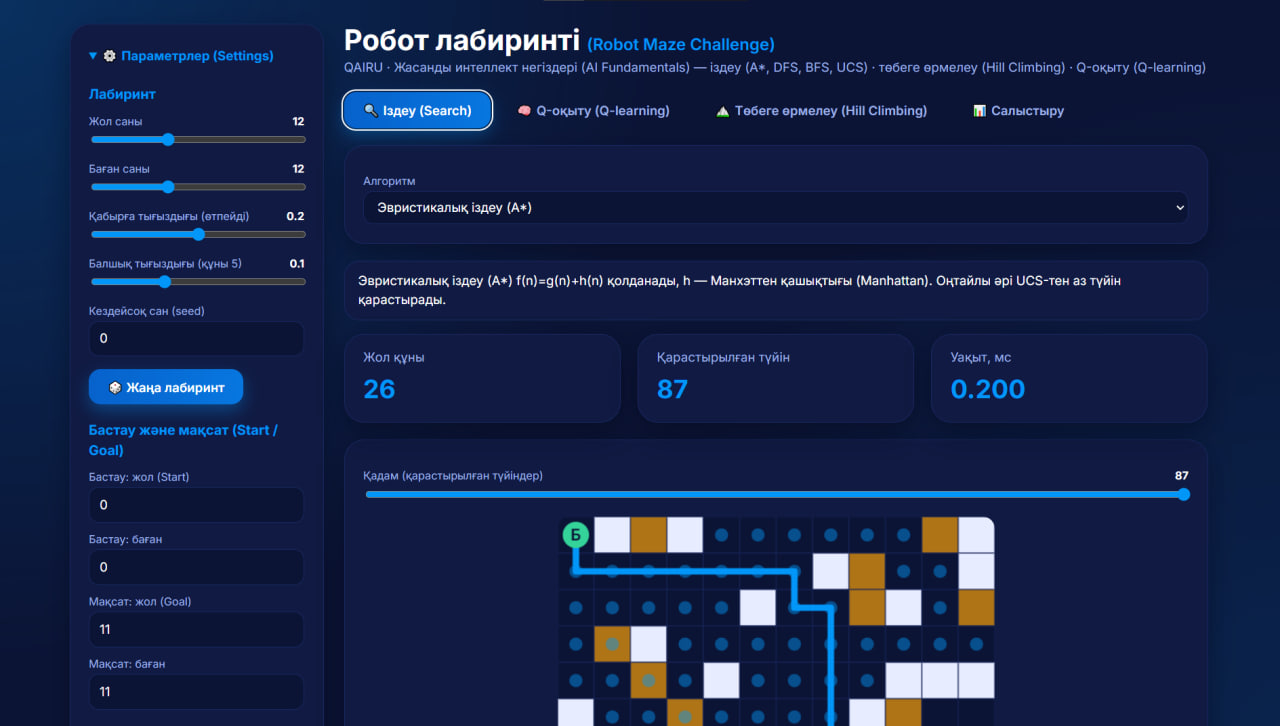 ▼ ⚙ Параметрлер (Settings)
Лабиринт
Жол саны 12
Баған саны 12
Қабырға тығыздығы (өтпейді) 0.2
Балшық тығыздығы (құны 5) 0.1
Кездейсоқ сан (seed)
0
🎲 Жаңа лабиринт
Бастау және мақсат (Start /
Goal)
Бастау: жол (Start)
0
Бастау: баған
0
Мақсат: жол (Goal)
11
Мақсат: баған
11
Робот лабиринті (Robot Maze Challenge)
QAIRU · Жасанды интеллект негіздері (AI Fundamentals) — іздеу (A*, DFS, BFS, UCS) · төбеге өрмелеу (Hill Climbing) · Q-оқыту (Q-learning)
🔍 Іздеу (Search) 🧠 Q-оқыту (Q-learning) ⛰ Төбеге өрмелеу (Hill Climbing) 📊 Салыстыру
Алгоритм
Эвристикалық іздеу (A*)
Эвристикалық іздеу (A*) f(n)=g(n)+h(n) қолданады, h — Манхэттен қашықтығы (Manhattan). Оңтайлы әрі UCS-тен аз түйін
қарастырады.
Жол құны
26
Қарастырылған түйін
87
Уақыт, мс
0.200
Қадам (қарастырылған түйіндер) 87
Б